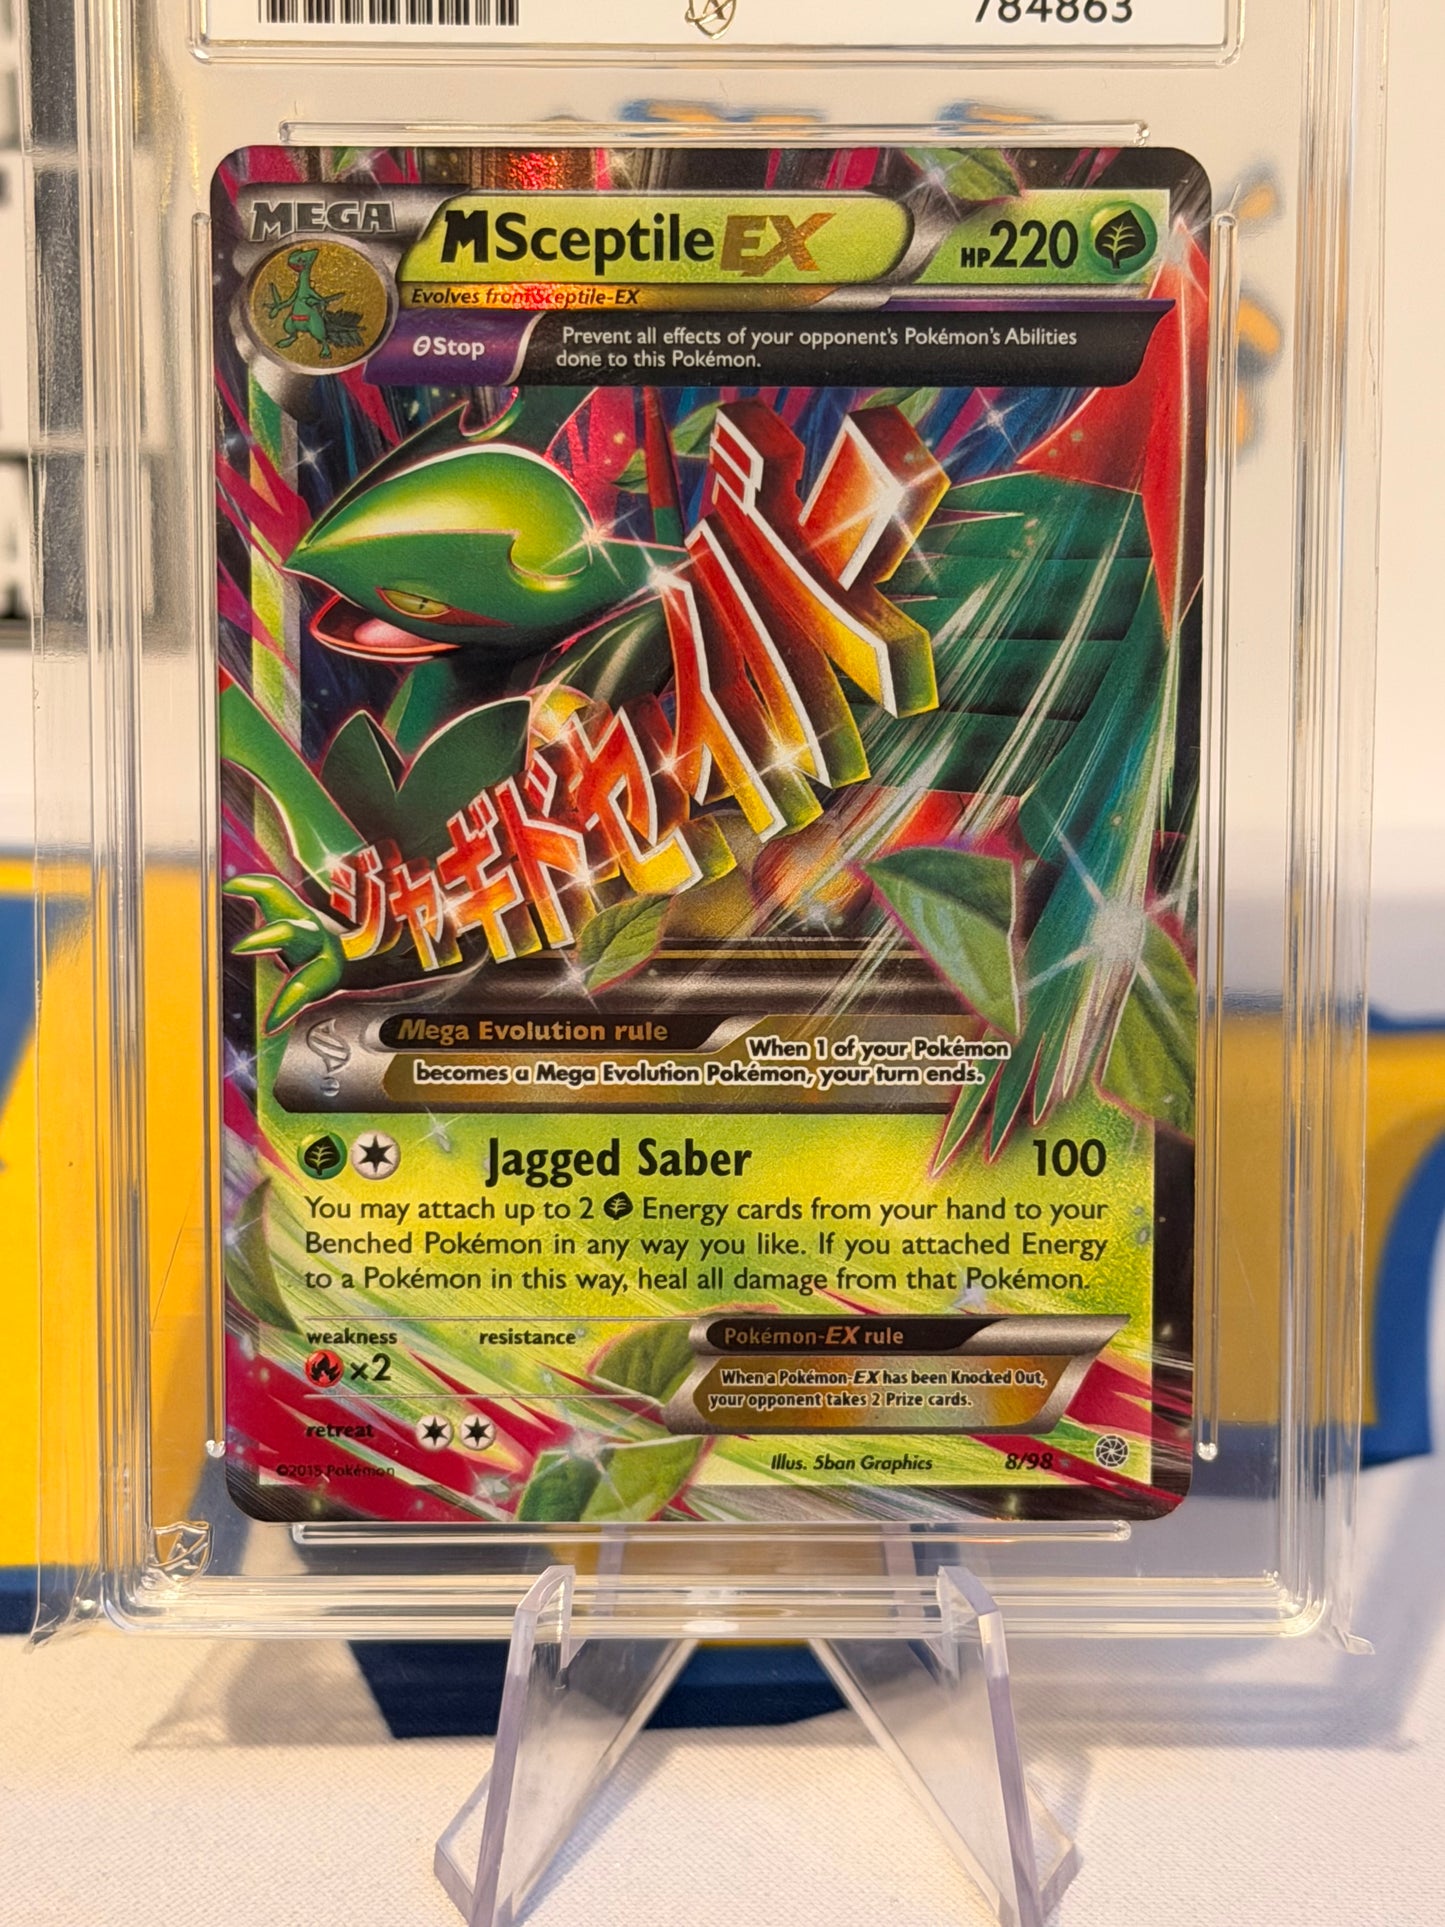 784863
MEGA
M Sceptile EX
HP 220
Evolves from Sceptile-EX
θ Stop
Prevent all effects of your opponent's Pokémon's Abilities
done to this Pokémon.
ジャギドセイバー
Mega Evolution rule
When 1 of your Pokémon
becomes a Mega Evolution Pokémon, your turn ends.
Jagged Saber 100
You may attach up to 2 Energy cards from your hand to your
Benched Pokémon in any way you like. If you attached Energy
to a Pokémon in this way, heal all damage from that Pokémon.
weakness resistance
×2
Pokémon-EX rule
When a Pokémon-EX has been Knocked Out,
your opponent takes 2 Prize cards.
retreat
Illus. 5ban Graphics 8/98
©2015 Pokémon